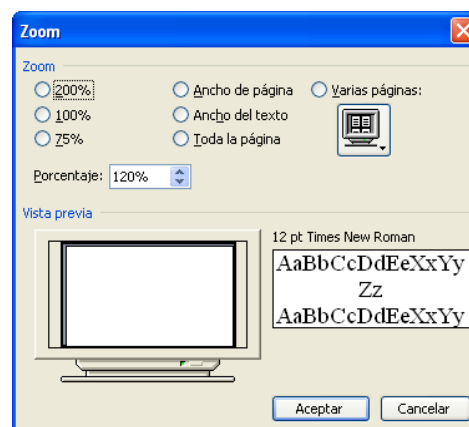 Zoom
Zoom
200% Ancho de página Varias páginas:
100% Ancho del texto
75% Toda la página
Porcentaje: 120%
Vista previa
12 pt Times New Roman
AaBbCcDdEeXxYy
Zz
AaBbCcDdEeXxYy
Aceptar Cancelar